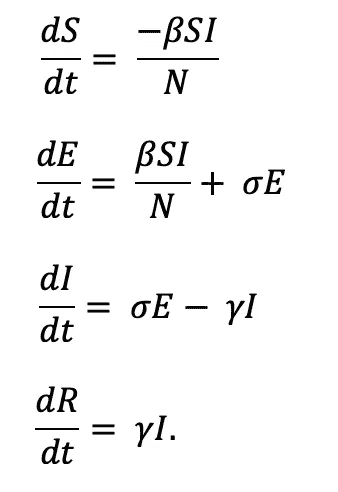 dS/dt = −βSI/N
dE/dt = βSI/N + σE
dI/dt = σE − γI
dR/dt = γI.